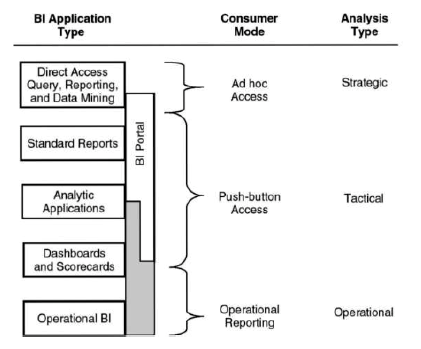 BI Application Type
Consumer Mode
Analysis Type
Direct Access
Query, Reporting,
and Data Mining
Ad hoc
Access
Strategic
BI Portal
Standard Reports
Analytic
Applications
Push-button
Access
Tactical
Dashboards
and Scorecards
Operational BI
Operational
Reporting
Operational